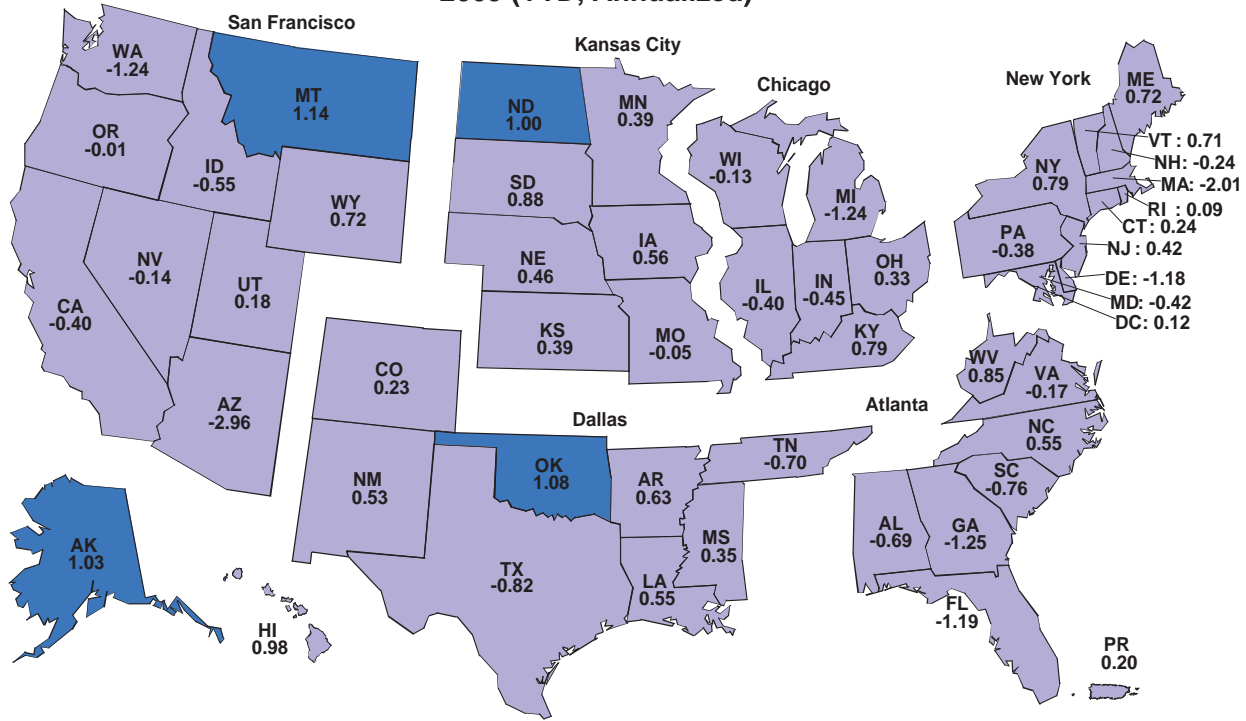 (YTD, Annualized)
San Francisco
Kansas City
Chicago
New York
WA
-1.24
MT
1.14
OR
-0.01
ID
-0.55
WY
0.72
NV
-0.14
UT
0.18
CA
-0.40
AZ
-2.96
AK
1.03
HI
0.98
ND
1.00
MN
0.39
SD
0.88
NE
0.46
IA
0.56
KS
0.39
MO
-0.05
WI
-0.13
MI
-1.24
IL
-0.40
IN
-0.45
OH
0.33
KY
0.79
ME
0.72
NY
0.79
PA
-0.38
VT : 0.71
NH: -0.24
MA: -2.01
RI : 0.09
CT: 0.24
NJ: 0.42
DE: -1.18
MD: -0.42
DC: 0.12
Dallas
CO
0.23
NM
0.53
OK
1.08
AR
0.63
TX
-0.82
LA
0.55
Atlanta
WV
0.85
VA
-0.17
NC
0.55
TN
-0.70
SC
-0.76
MS
0.35
AL
-0.69
GA
-1.25
FL
-1.19
PR
0.20